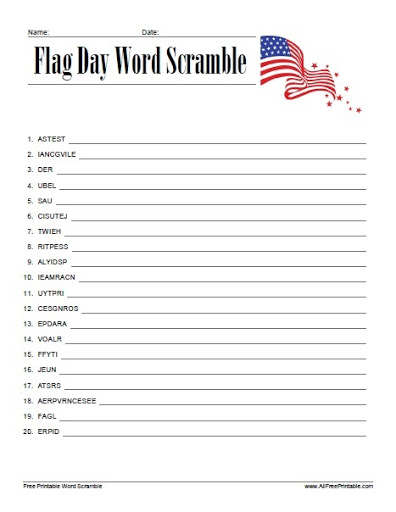 Name: Date:
Flag Day Word Scramble
1. ASTEST
2. IANCGVILE
3. DER
4. UBEL
5. SAU
6. CISUTEJ
7. TWIEH
8. RITPESS
9. ALYIDSP
10. IEAMRACN
11. UYTPRI
12. CESGNROS
13. EPDARA
14. VOALR
15. FFYTI
16. JEUN
17. ATSRS
18. AERPVRNCESEE
19. FAGL
20. ERPID
Free Printable Word Scramble www.AllFreePrintable.com